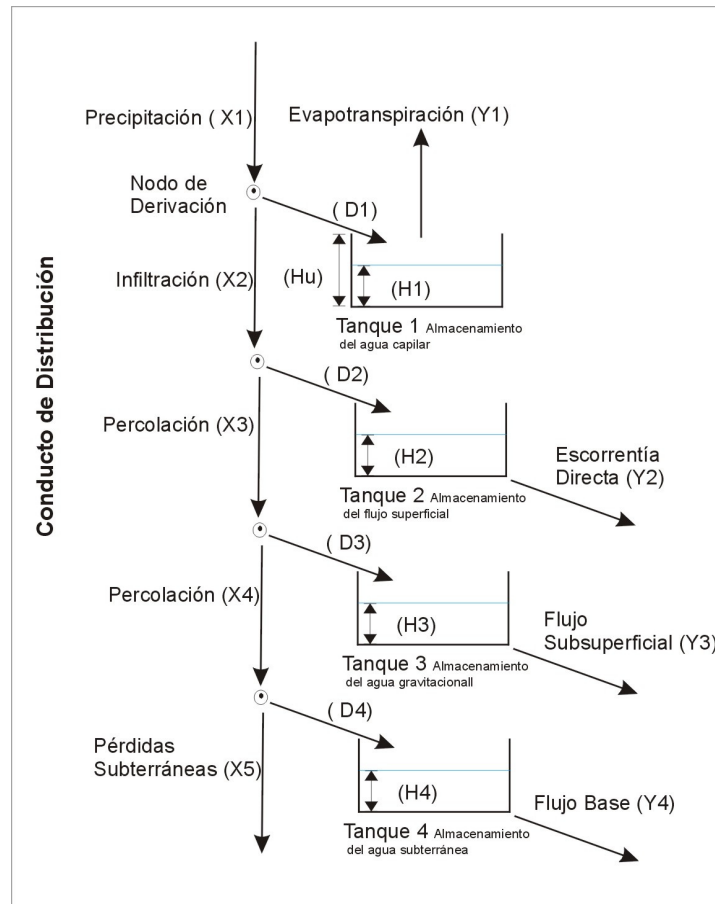 Precipitación ( X1)
Evapotranspiración (Y1)
Nodo de
Derivación
( D1)
Infiltración (X2)
(Hu)
(H1)
Tanque 1 Almacenamiento
del agua capilar
Conducto de Distribución
( D2)
Percolación (X3)
(H2)
Escorrentía
Directa (Y2)
Tanque 2 Almacenamiento
del flujo superficial
( D3)
Percolación (X4)
(H3)
Flujo
Subsuperficial (Y3)
Tanque 3 Almacenamiento
del agua gravitacionall
( D4)
Pérdidas
Subterráneas (X5)
(H4)
Flujo Base (Y4)
Tanque 4 Almacenamiento
del agua subterránea